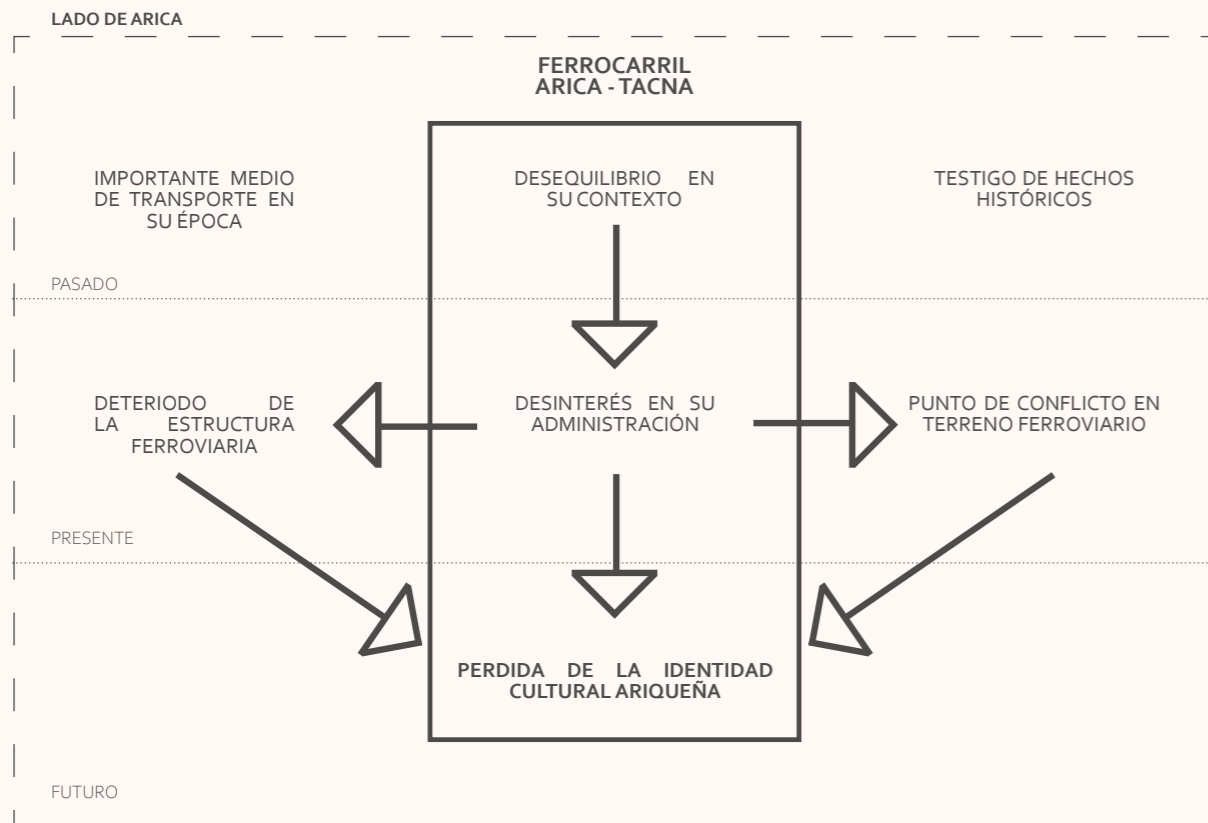 LADO DE ARICA
FERROCARRIL
ARICA - TACNA
IMPORTANTE MEDIO
DE TRANSPORTE EN
SU ÉPOCA
DESEQUILIBRIO EN
SU CONTEXTO
TESTIGO DE HECHOS
HISTÓRICOS
PASADO
DETERIODO DE
LA ESTRUCTURA
FERROVIARIA
DESINTERÉS EN SU
ADMINISTRACIÓN
PUNTO DE CONFLICTO EN
TERRENO FERROVIARIO
PRESENTE
PERDIDA DE LA IDENTIDAD
CULTURAL ARIQUEÑA
FUTURO